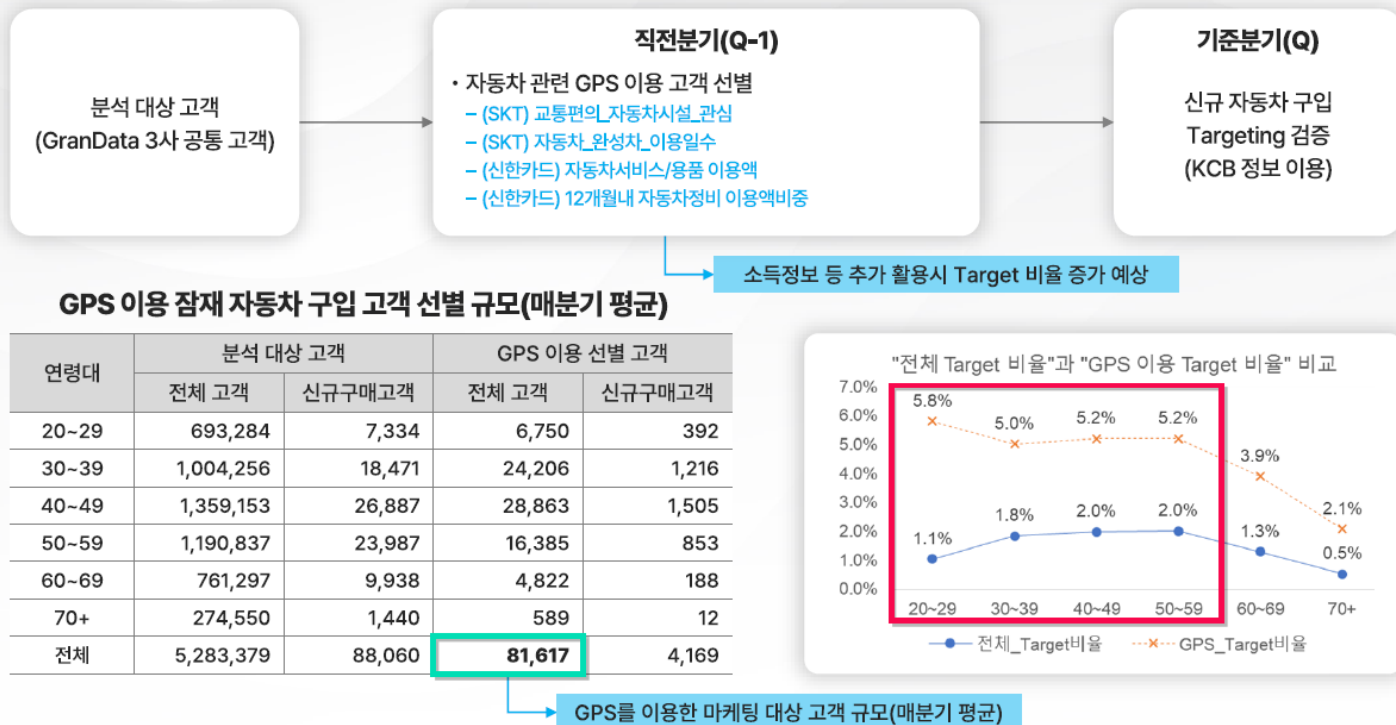 분석 대상 고객
(GranData 3사 공통 고객)
직전분기(Q-1)
• 자동차 관련 GPS 이용 고객 선별
– (SKT) 교통편의_자동차시설_관심
– (SKT) 자동차_완성차_이용일수
– (신한카드) 자동차서비스/용품 이용액
– (신한카드) 12개월내 자동차정비 이용액비중
기준분기(Q)
신규 자동차 구입
Targeting 검증
(KCB 정보 이용)
소득정보 등 추가 활용시 Target 비율 증가 예상
GPS 이용 잠재 자동차 구입 고객 선별 규모(매분기 평균)
연령대 분석 대상 고객 GPS 이용 선별 고객
전체 고객 신규구매고객 전체 고객 신규구매고객
20~29 693,284 7,334 6,750 392
30~39 1,004,256 18,471 24,206 1,216
40~49 1,359,153 26,887 28,863 1,505
50~59 1,190,837 23,987 16,385 853
60~69 761,297 9,938 4,822 188
70+ 274,550 1,440 589 12
전체 5,283,379 88,060 81,617 4,169
GPS를 이용한 마케팅 대상 고객 규모(매분기 평균)
"전체 Target 비율"과 "GPS 이용 Target 비율" 비교
7.0%
6.0%
5.0%
4.0%
3.0%
2.0%
1.0%
0.0%
5.8% 5.0% 5.2% 5.2% 3.9% 2.1%
1.1% 1.8% 2.0% 2.0% 1.3% 0.5%
20~29 30~39 40~49 50~59 60~69 70+
전체_Target비율 GPS_Target비율